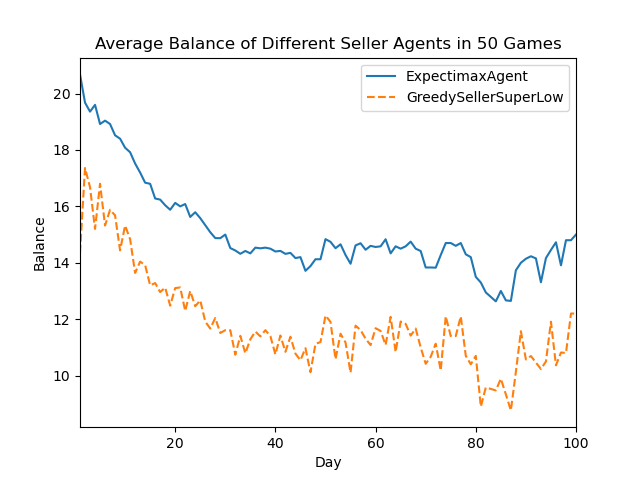 Average Balance of Different Seller Agents in 50 Games
ExpectimaxAgent
GreedySellerSuperLow
20
18
16
14
12
10
Balance
20
40
60
80
100
Day